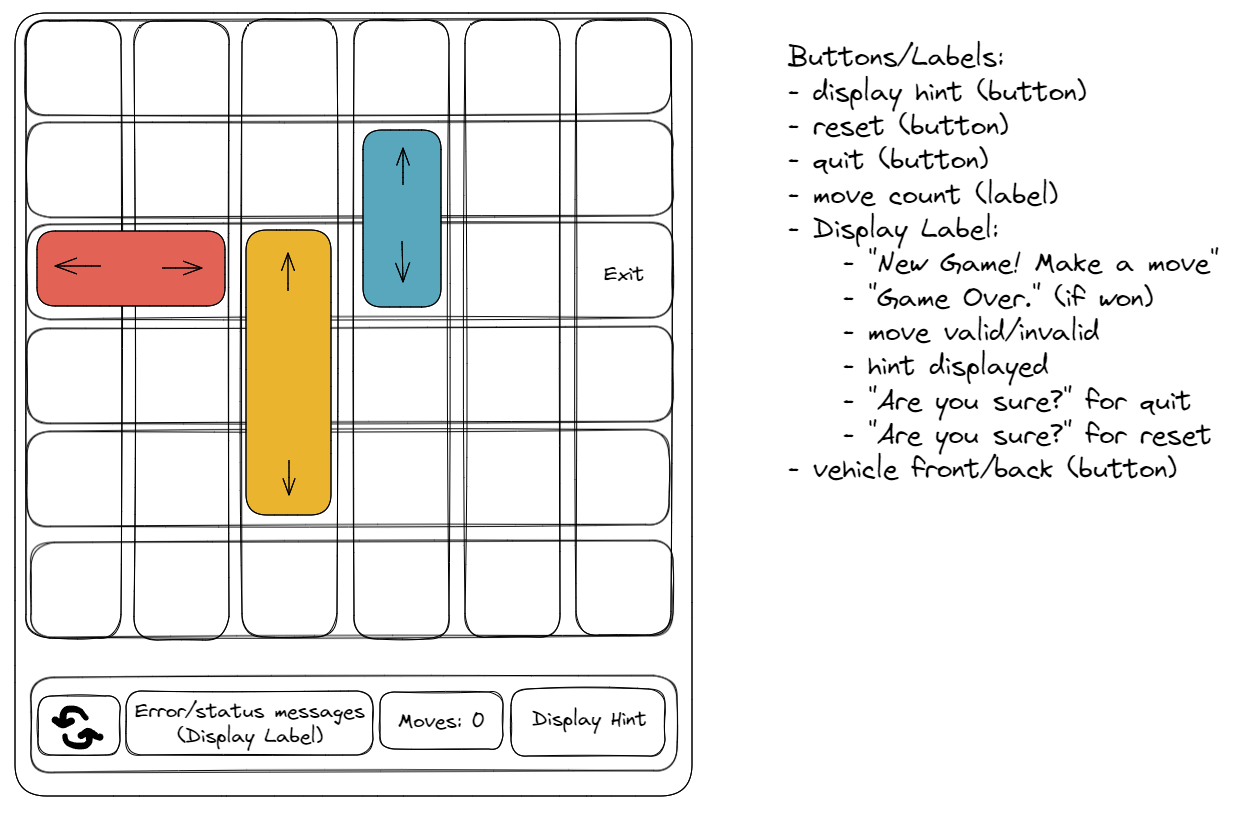 Exit
Error/status messages
(Display Label)
Moves: 0
Display Hint
Buttons/Labels:
- display hint (button)
- reset (button)
- quit (button)
- move count (label)
- Display Label:
- "New Game! Make a move"
- "Game Over." (if won)
- move valid/invalid
- hint displayed
- "Are you sure?" for quit
- "Are you sure?" for reset
- vehicle front/back (button)